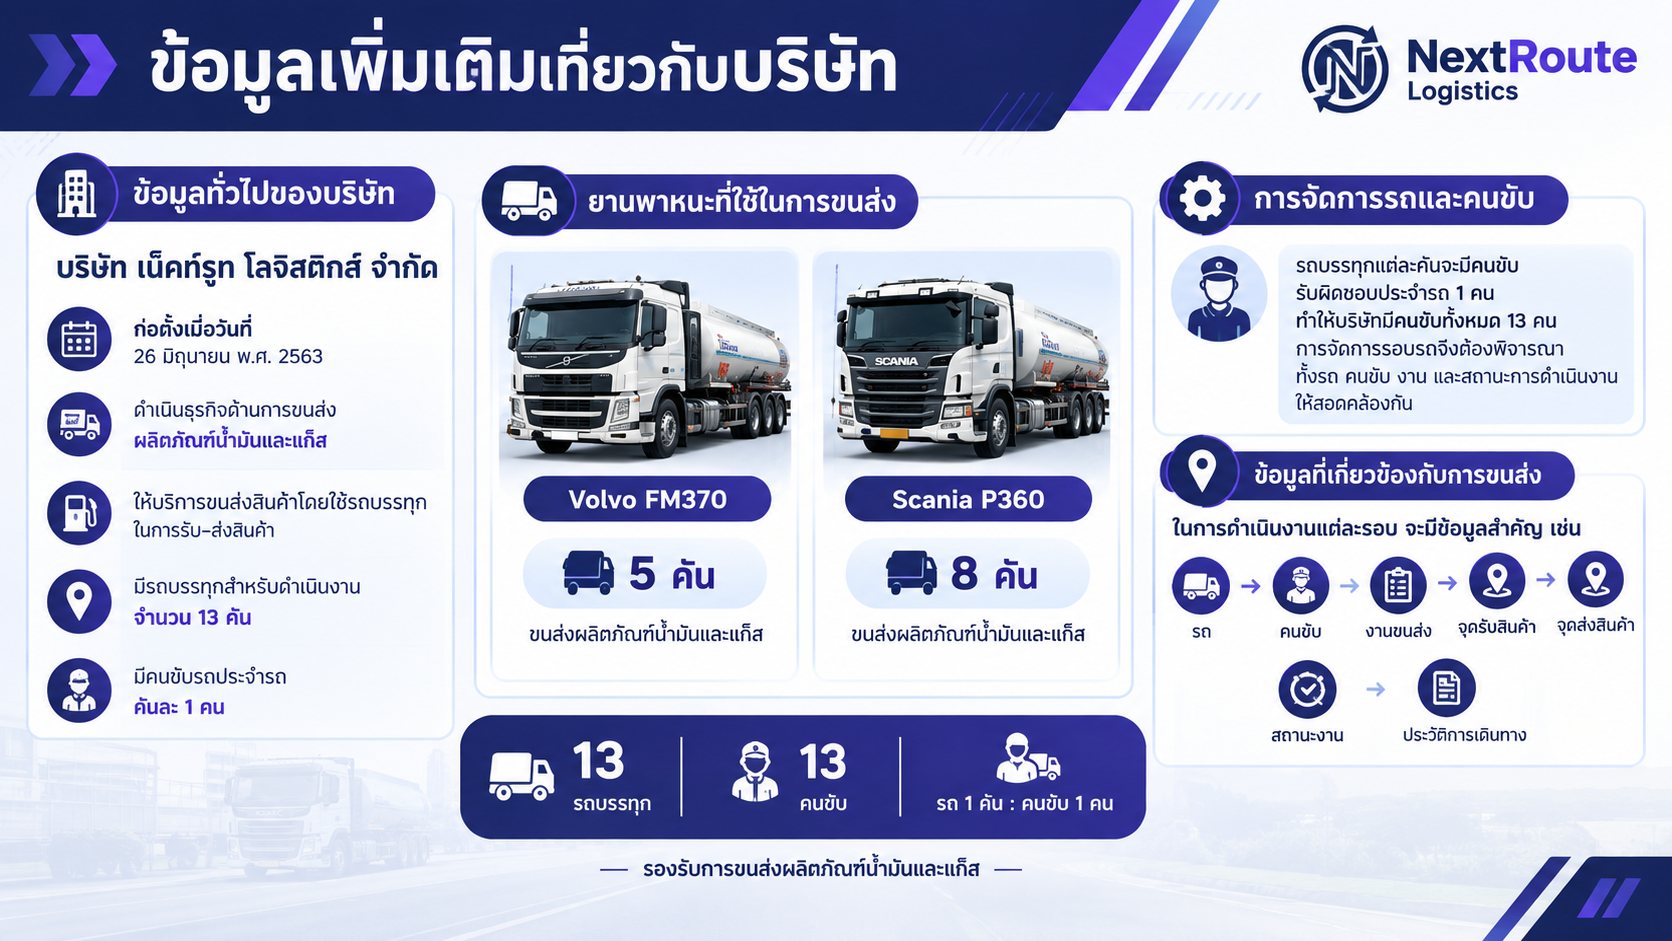 ข้อมูลเพิ่มเติมเกี่ยวกับบริษัท
NextRoute
Logistics
ข้อมูลทั่วไปของบริษัท
บริษัท เน็คท์รูท โลจิสติกส์ จำกัด
ก่อตั้งเมื่อวันที่
26 มิถุนายน พ.ศ. 2563
ดำเนินธุรกิจด้านการขนส่ง
ผลิตภัณฑ์น้ำมันและแก็ส
ให้บริการขนส่งสินค้าโดยใช้รถบรรทุก
ในการรับ-ส่งสินค้า
มีรถบรรทุกสำหรับดำเนินงาน
จำนวน 13 คัน
มีคนขับรถประจำรถ
คันละ 1 คน
ยานพาหนะที่ใช้ในการขนส่ง
SCANIA
Volvo FM370
5 คัน
ขนส่งผลิตภัณฑ์น้ำมันและแก็ส
Scania P360
8 คัน
ขนส่งผลิตภัณฑ์น้ำมันและแก็ส
13
รถบรรทุก
13
คนขับ
รถ 1 คัน : คนขับ 1 คน
รองรับการขนส่งผลิตภัณฑ์น้ำมันและแก็ส
การจัดการรถและคนขับ
รถบรรทุกแต่ละคันจะมีคนขับ
รับผิดชอบประจำรถ 1 คน
ทำให้บริษัทมีคนขับทั้งหมด 13 คน
การจัดการรอบรถจึงต้องพิจารณา
ทั้งรถ คนขับ งาน และสถานะการดำเนินงาน
ให้สอดคล้องกัน
ข้อมูลที่เกี่ยวข้องกับการขนส่ง
ในการดำเนินงานแต่ละรอบ จะมีข้อมูลสำคัญ เช่น
รถ
คนขับ
งานขนส่ง
จุดรับสินค้า
จุดส่งสินค้า
สถานะงาน
ประวัติการเดินทาง